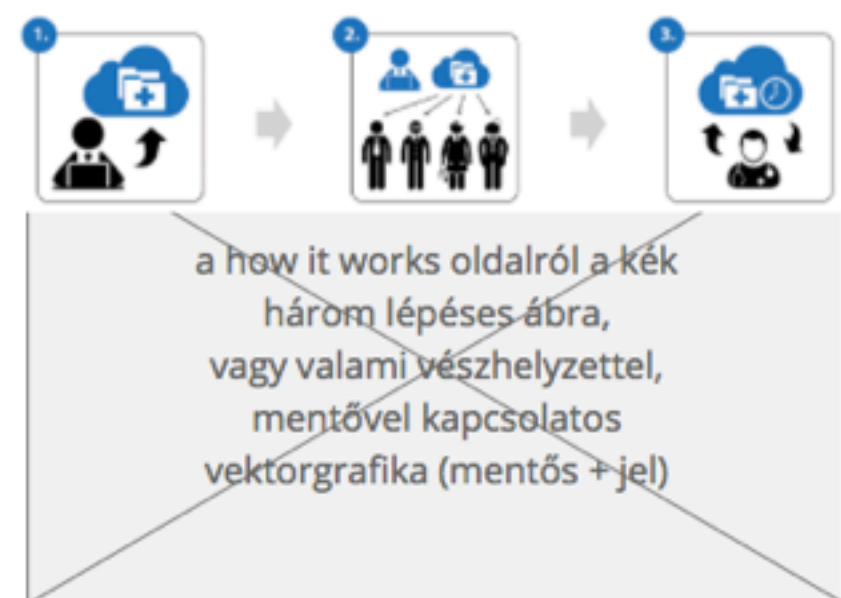 1.
2.
3.
a how it works oldalról a kék
három lépéses ábra,
vagy valami vészhelyzettel,
mentővel kapcsolatos
vektorgrafika (mentős + jel)